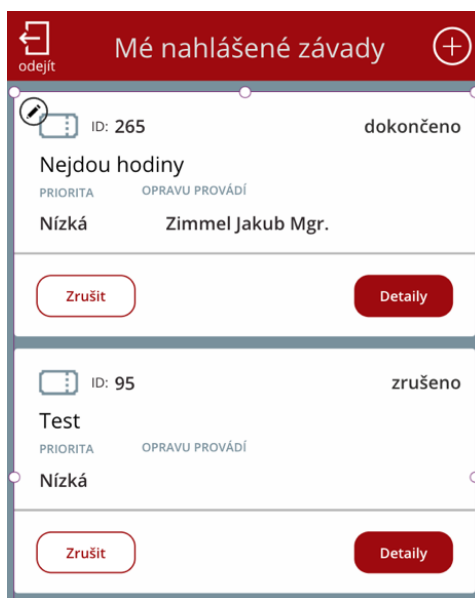 Mé nahlášené závady
odejít
ID: 265 dokončeno
Nejdou hodiny
PRIORITA OPRAVU PROVÁDÍ
Nízká Zimmel Jakub Mgr.
Zrušit Detaily
ID: 95 zrušeno
Test
PRIORITA OPRAVU PROVÁDÍ
Nízká
Zrušit Detaily